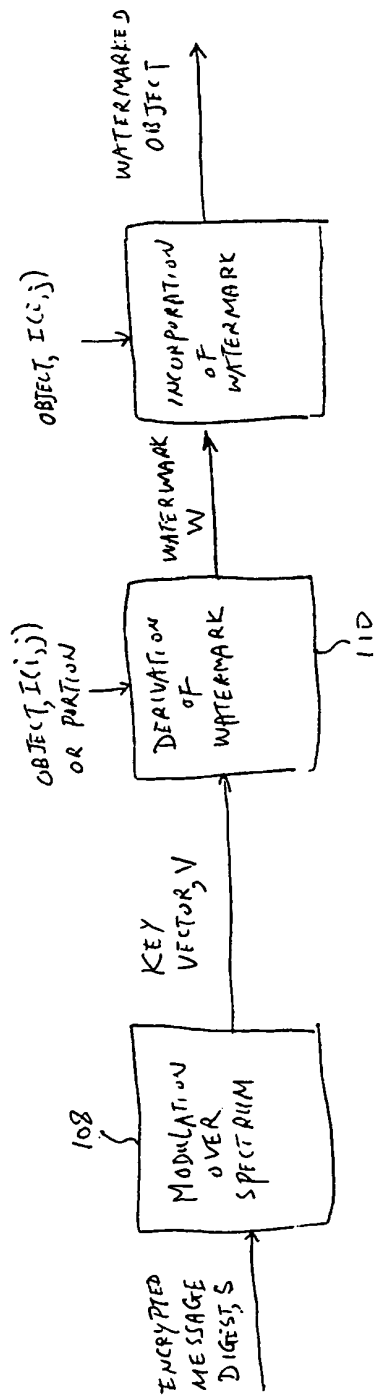 ENCRYPTED
MESSAGE
DIGEST, S
108
MODULATION
OVER
SPECTRUM
KEY
VECTOR, V
OBJECT, I(i,j)
OR PORTION
DERIVATION
OF
WATERMARK
110
WATERMARK
W
OBJECT, I(i,j)
INCORPORATION
OF
WATERMARK
WATERMARKED
OBJECT